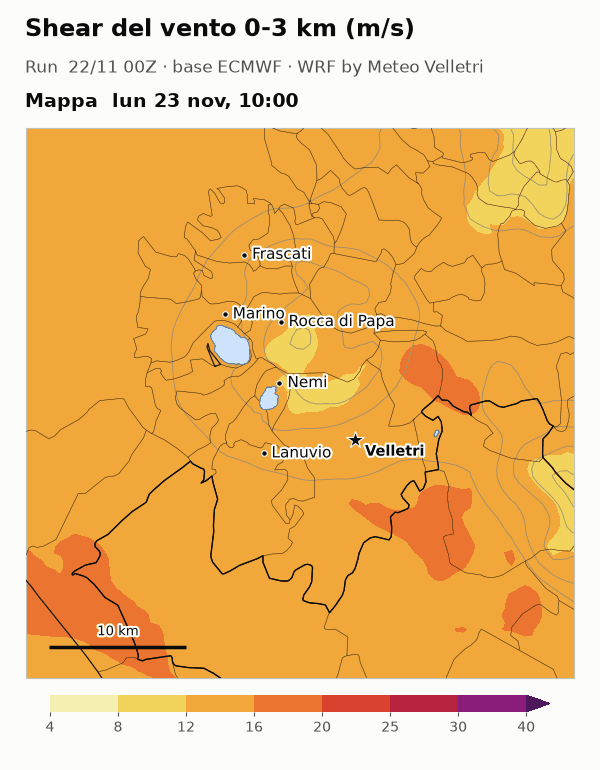 Shear del vento 0-3 km (m/s)
Run  22/11 00Z · base ECMWF · WRF by Meteo Velletri
Mappa  lun 23 nov, 10:00
Frascati
Marino
Rocca di Papa
Nemi
Velletri
Lanuvio
10 km
4 8 12 16 20 25 30 40